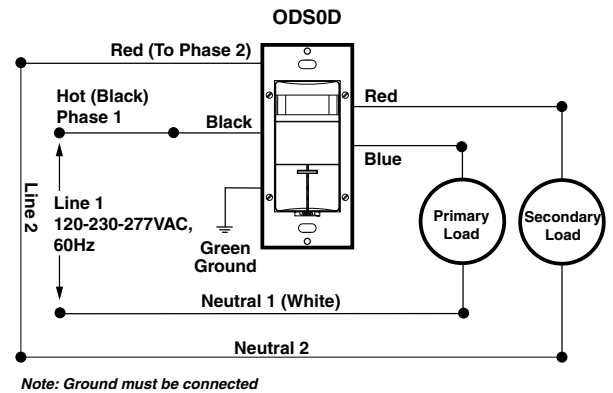 ODS0D
Red (To Phase 2)
Hot (Black)
Phase 1
Black
Red
Blue
Line 2
Line 1
120-230-277VAC,
60Hz
Green
Ground
Primary
Load
Secondary
Load
Neutral 1 (White)
Neutral 2
Note: Ground must be connected